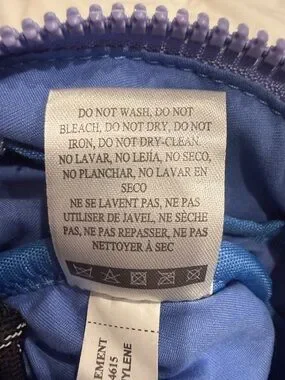 DO NOT WASH, DO NOT
BLEACH, DO NOT DRY, DO NOT
IRON, DO NOT DRY-CLEAN.
NO LAVAR, NO LEJÍA, NO SECO,
NO PLANCHAR, NO LAVAR EN
SECO
NE SE LAVENT PAS, NE PAS
UTILISER DE JAVEL, NE SÈCHE
PAS, NE PAS REPASSER, NE PAS
NETTOYER À SEC
EMENT
4615
YLENE